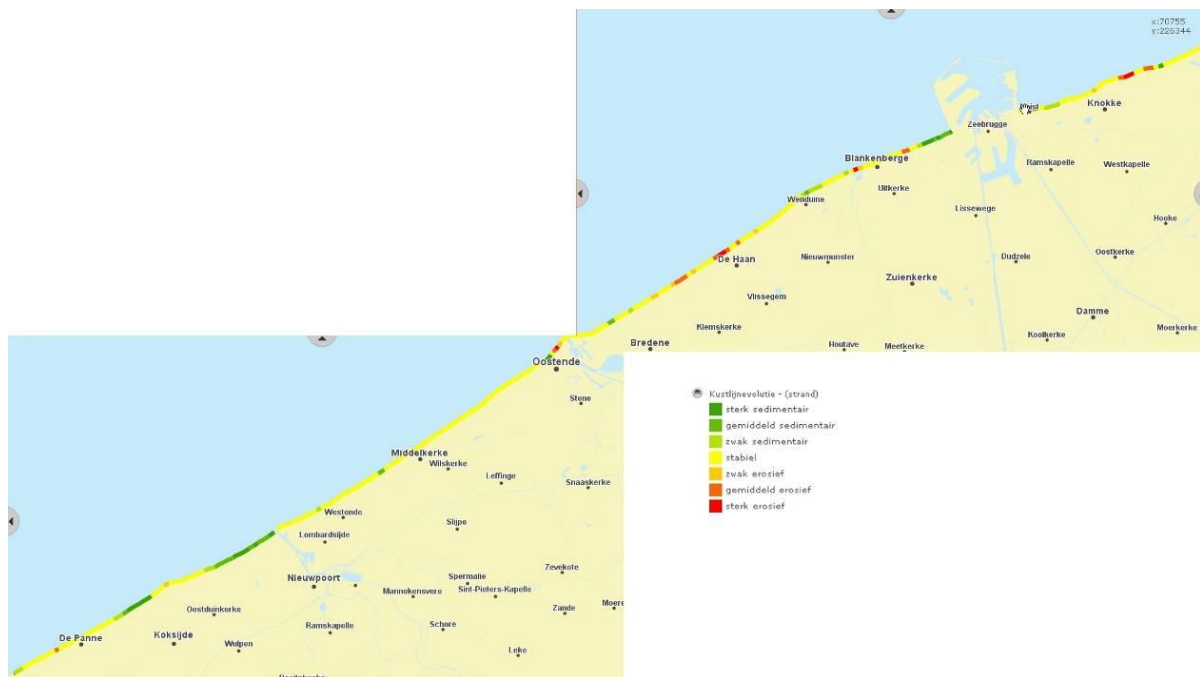 x:70755
y:226344
Knokke
Zeebrugge
Blankenberge
Ramskapelle
Westkapelle
Uitkerke
Wenduine
Lissewege
Hoeke
De Haan
Nieuwmunster
Dudzele
Oostkerke
Zuienkerke
Vlissegem
Damme
Klemskerke
Koolkerke
Moerkerke
Bredene
Houtave
Meetkerke
Oostende
Stene
Kustlijnevolutie - (strand)
sterk sedimentair
gemiddeld sedimentair
zwak sedimentair
stabiel
zwak erosief
gemiddeld erosief
sterk erosief
Middelkerke
Wilskerke
Leffinge
Snaaskerke
Westende
Slijpe
Lombardsijde
Zevekote
Nieuwpoort
Spermalie
Mannekensvere
Sint-Pieters-Kapelle
Oostduinkerke
Zande
Moere
Ramskapelle
Schore
De Panne
Koksijde
Wulpen
Leke